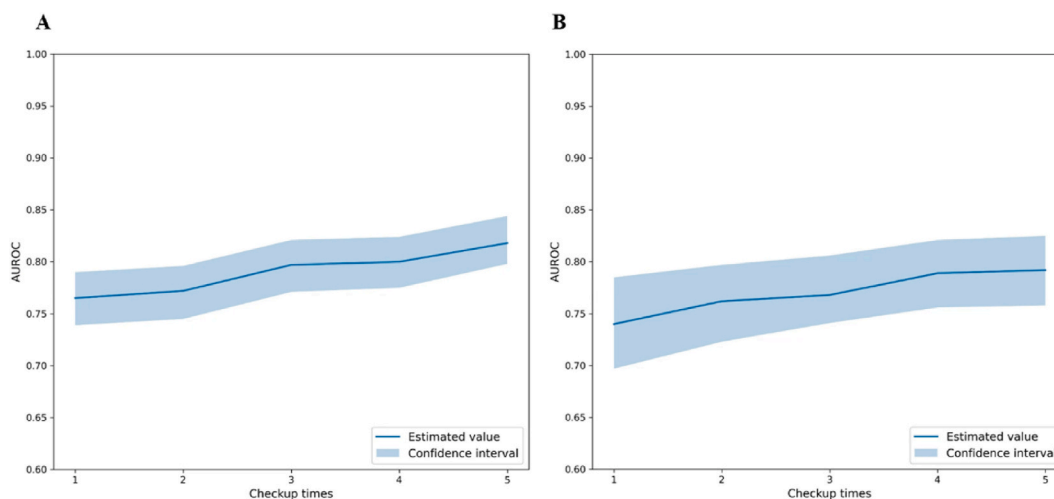 A
1.00
0.95
0.90
0.85
0.80
0.75
0.70
0.65
0.60
AUROC
1
2
3
4
5
Checkup times
Estimated value
Confidence interval
B
1.00
0.95
0.90
0.85
0.80
0.75
0.70
0.65
0.60
AUROC
1
2
3
4
5
Checkup times
Estimated value
Confidence interval